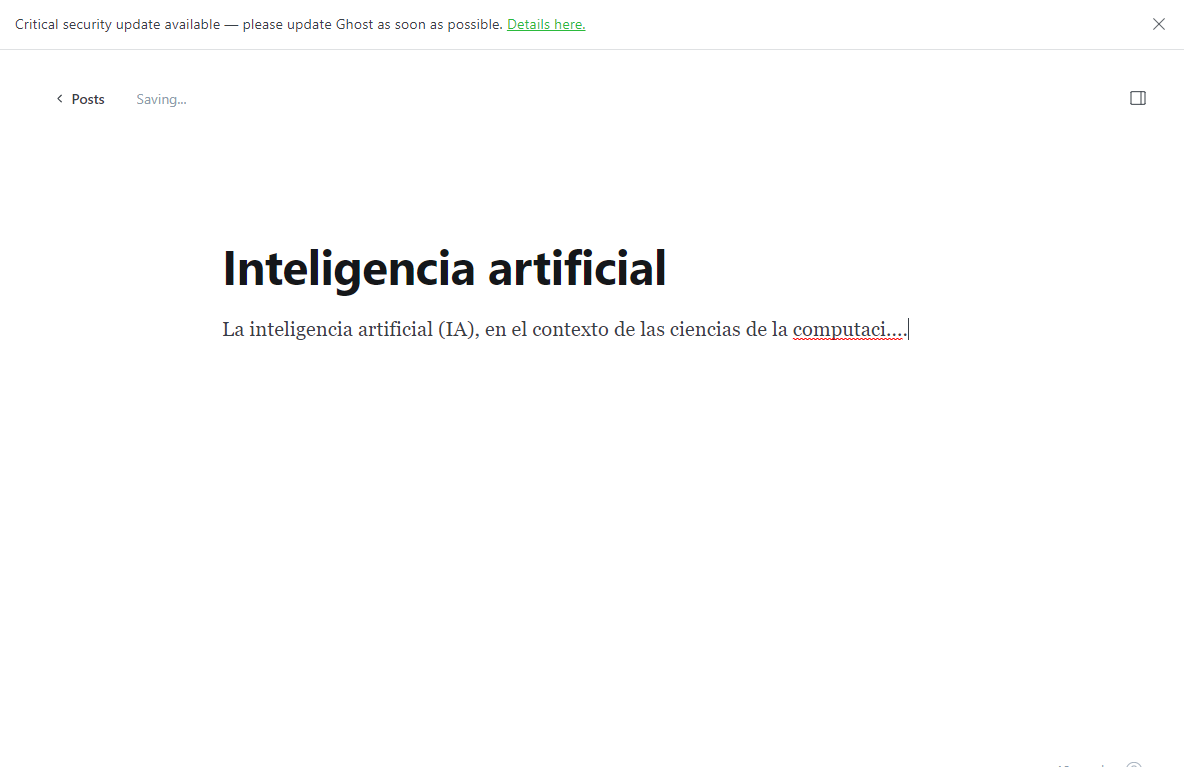 Critical security update available — please update Ghost as soon as possible. Details here.
Posts Saving...
Inteligencia artificial
La inteligencia artificial (IA), en el contexto de las ciencias de la computaci....